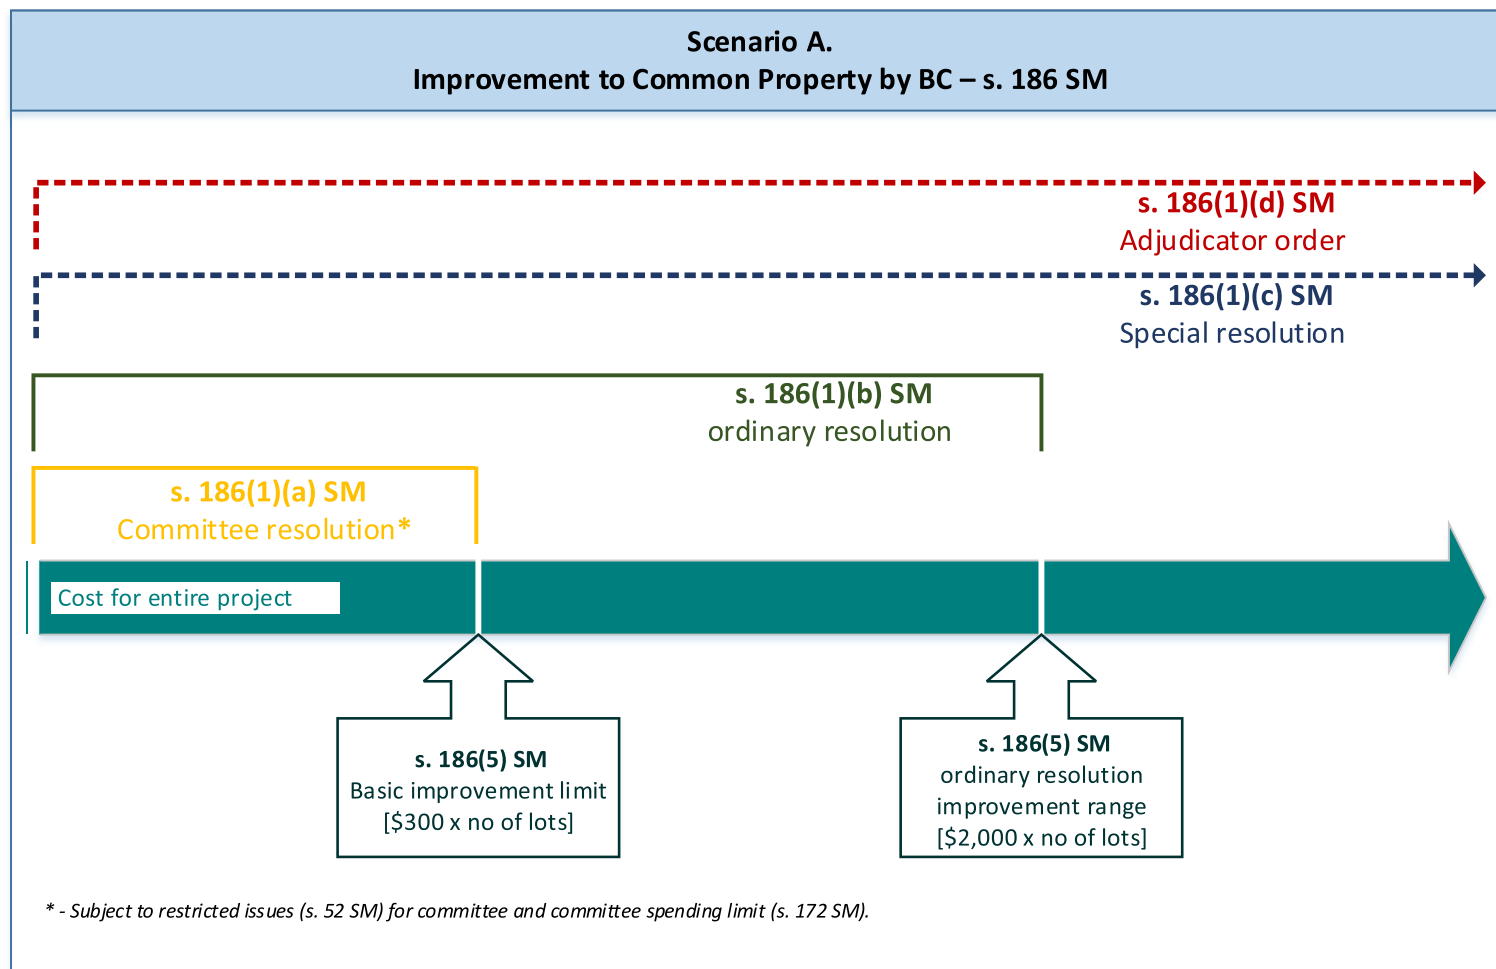 Scenario A.
Improvement to Common Property by BC – s. 186 SM
s. 186(1)(d) SM
Adjudicator order
s. 186(1)(c) SM
Special resolution
s. 186(1)(b) SM
ordinary resolution
s. 186(1)(a) SM
Committee resolution*
Cost for entire project
s. 186(5) SM
Basic improvement limit
[$300 x no of lots]
s. 186(5) SM
ordinary resolution
improvement range
[$2,000 x no of lots]
* - Subject to restricted issues (s. 52 SM) for committee and committee spending limit (s. 172 SM).